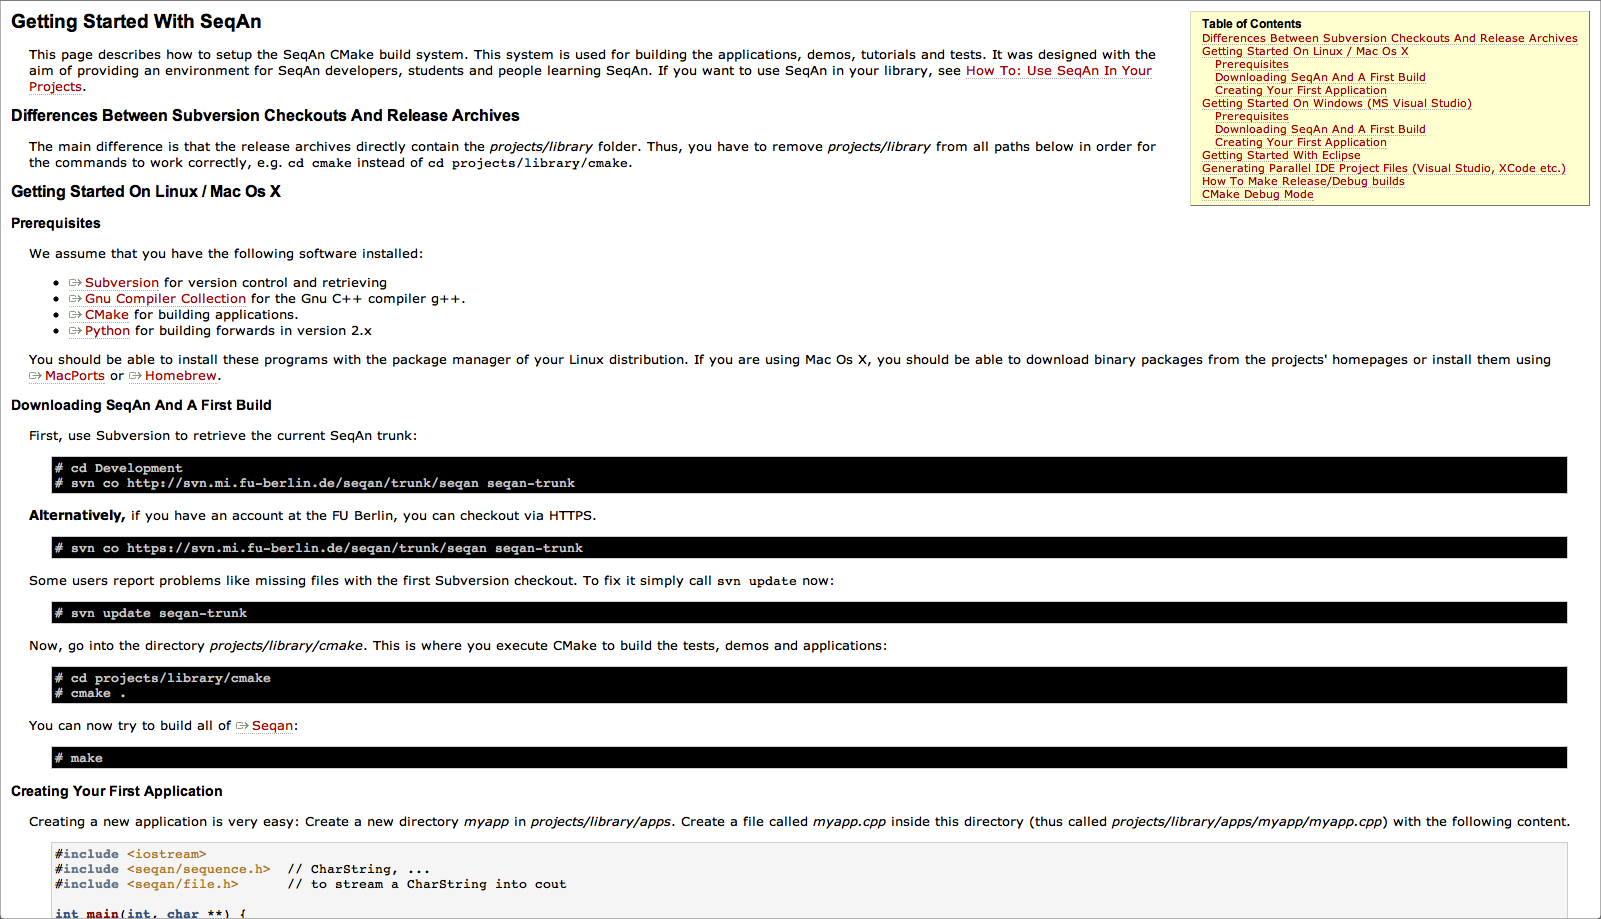 Getting Started With SeqAn
This page describes how to setup the SeqAn CMake build system. This system is used for building the applications, demos, tutorials and tests. It was designed with the
aim of providing an environment for SeqAn developers, students and people learning SeqAn. If you want to use SeqAn in your library, see How To: Use SeqAn In Your
Projects.
Table of Contents
Differences Between Subversion Checkouts And Release Archives
Getting Started On Linux / Mac Os X
Prerequisites
Downloading SeqAn And A First Build
Creating Your First Application
Getting Started On Windows (MS Visual Studio)
Prerequisites
Downloading SeqAn And A First Build
Creating Your First Application
Getting Started With Eclipse
Generating Parallel IDE Project Files (Visual Studio, XCode etc.)
How To Make Release/Debug builds
CMake Debug Mode
Differences Between Subversion Checkouts And Release Archives
The main difference is that the release archives directly contain the projects/library folder. Thus, you have to remove projects/library from all paths below in order for
the commands to work correctly, e.g. cd cmake instead of cd projects/library/cmake.
Getting Started On Linux / Mac Os X
Prerequisites
We assume that you have the following software installed:
• Subversion for version control and retrieving
• Gnu Compiler Collection for the Gnu C++ compiler g++.
• CMake for building applications.
• Python for building forwards in version 2.x
You should be able to install these programs with the package manager of your Linux distribution. If you are using Mac Os X, you should be able to download binary packages from the projects' homepages or install them using
MacPorts or Homebrew.
Downloading SeqAn And A First Build
First, use Subversion to retrieve the current SeqAn trunk:
# cd Development
# svn co http://svn.mi.fu-berlin.de/seqan/trunk/seqan seqan-trunk
Alternatively, if you have an account at the FU Berlin, you can checkout via HTTPS.
# svn co https://svn.mi.fu-berlin.de/seqan/trunk/seqan seqan-trunk
Some users report problems like missing files with the first Subversion checkout. To fix it simply call svn update now:
# svn update seqan-trunk
Now, go into the directory projects/library/cmake. This is where you execute CMake to build the tests, demos and applications:
# cd projects/library/cmake
# cmake .
You can now try to build all of Seqan:
# make
Creating Your First Application
Creating a new application is very easy: Create a new directory myapp in projects/library/apps. Create a file called myapp.cpp inside this directory (thus called projects/library/apps/myapp/myapp.cpp) with the following content.
#include <iostream>
#include <seqan/sequence.h>  // CharString, ...
#include <seqan/file.h>      // to stream a CharString into cout
int main(int, char **) {